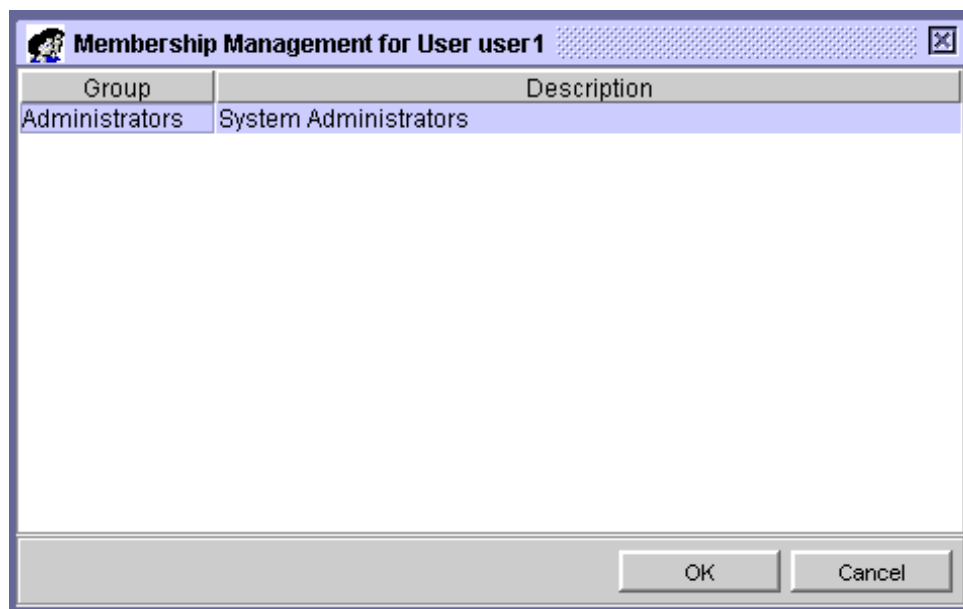 Membership Management for User user1
Group Description
Administrators System Administrators
OK Cancel